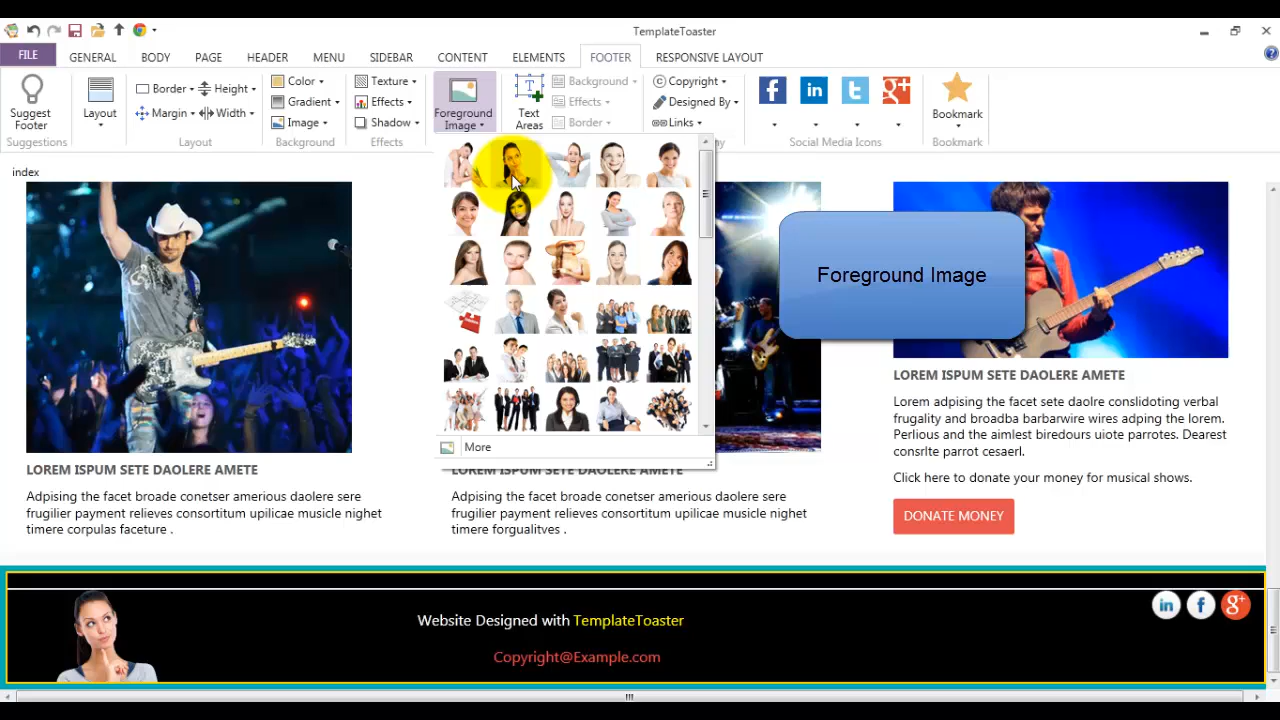 TemplateToaster
FILE
GENERAL
BODY
PAGE
HEADER
MENU
SIDEBAR
CONTENT
ELEMENTS
FOOTER
RESPONSIVE LAYOUT
Suggest
Footer
Suggestions
Layout
Border
Height
Margin
Width
Layout
Color
Gradient
Image
Background
Texture
Effects
Shadow
Effects
Foreground
Image
Text
Areas
Background
Effects
Border
© Copyright
Designed By
Links
Social Media Icons
Bookmark
Bookmark
index
More
Foreground Image
LOREM ISPUM SETE DAOLERE AMETE
Adpising the facet broade conetser amerious daolere sere
frugilier payment relieves consortitum upilicae musicle nighet
timere corpulas faceture .
LOREM ISPUM SETE DAOLERE AMETE
Adpising the facet broade conetser amerious daolere sere
frugilier payment relieves consortitum upilicae musicle nighet
timere forgualitves .
LOREM ISPUM SETE DAOLERE AMETE
Lorem adpising the facet sete daolre conslidoting verbal
frugality and broadba barbarwire wires adping the lorem.
Perlious and the aimlest biredours uiote parrotes. Dearest
consrlte parrot cesaerl.
Click here to donate your money for musical shows.
DONATE MONEY
Website Designed with TemplateToaster
Copyright@Example.com